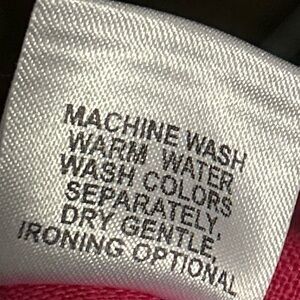 MACHINE WASH
WARM WATER
WASH COLORS
SEPARATELY,
DRY GENTLE,
IRONING OPTIONAL